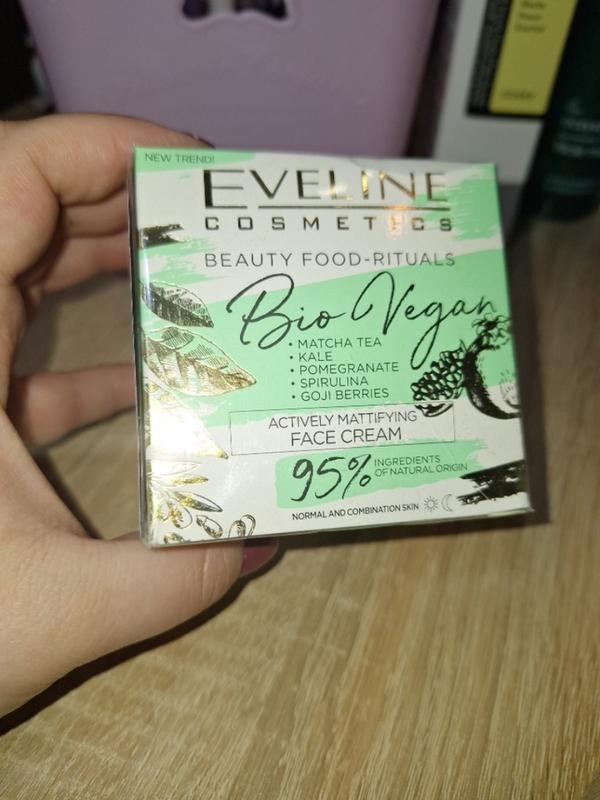 NEW TREND!
EVELINE
COSMETICS
BEAUTY FOOD-RITUALS
Bio Vegan
• MATCHA TEA
• KALE
• POMEGRANATE
• SPIRULINA
• GOJI BERRIES
ACTIVELY MATTIFYING
FACE CREAM
95% INGREDIENTS
OF NATURAL ORIGIN
NORMAL AND COMBINATION SKIN